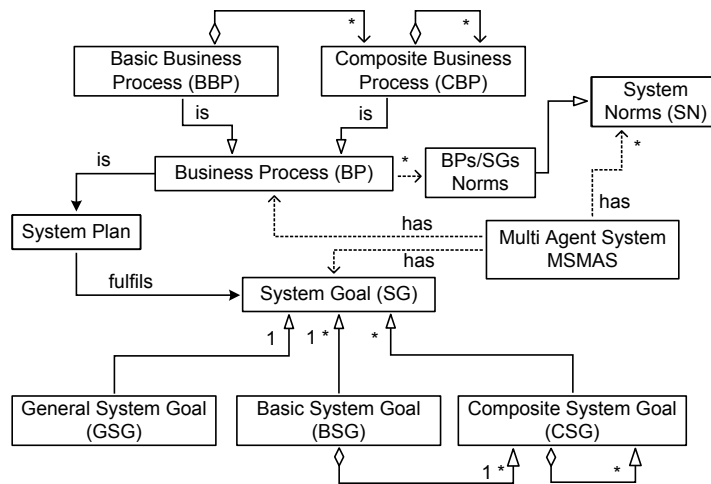 *
*
Basic Business
Process (BBP)
Composite Business
Process (CBP)
System
Norms (SN)
is
is
*
is
Business Process (BP)
*
BPs/SGs
Norms
has
has
Multi Agent System
MSMAS
System Plan
has
fulfils
System Goal (SG)
1
1 *
*
General System Goal
(GSG)
Basic System Goal
(BSG)
Composite System Goal
(CSG)
1 *
*